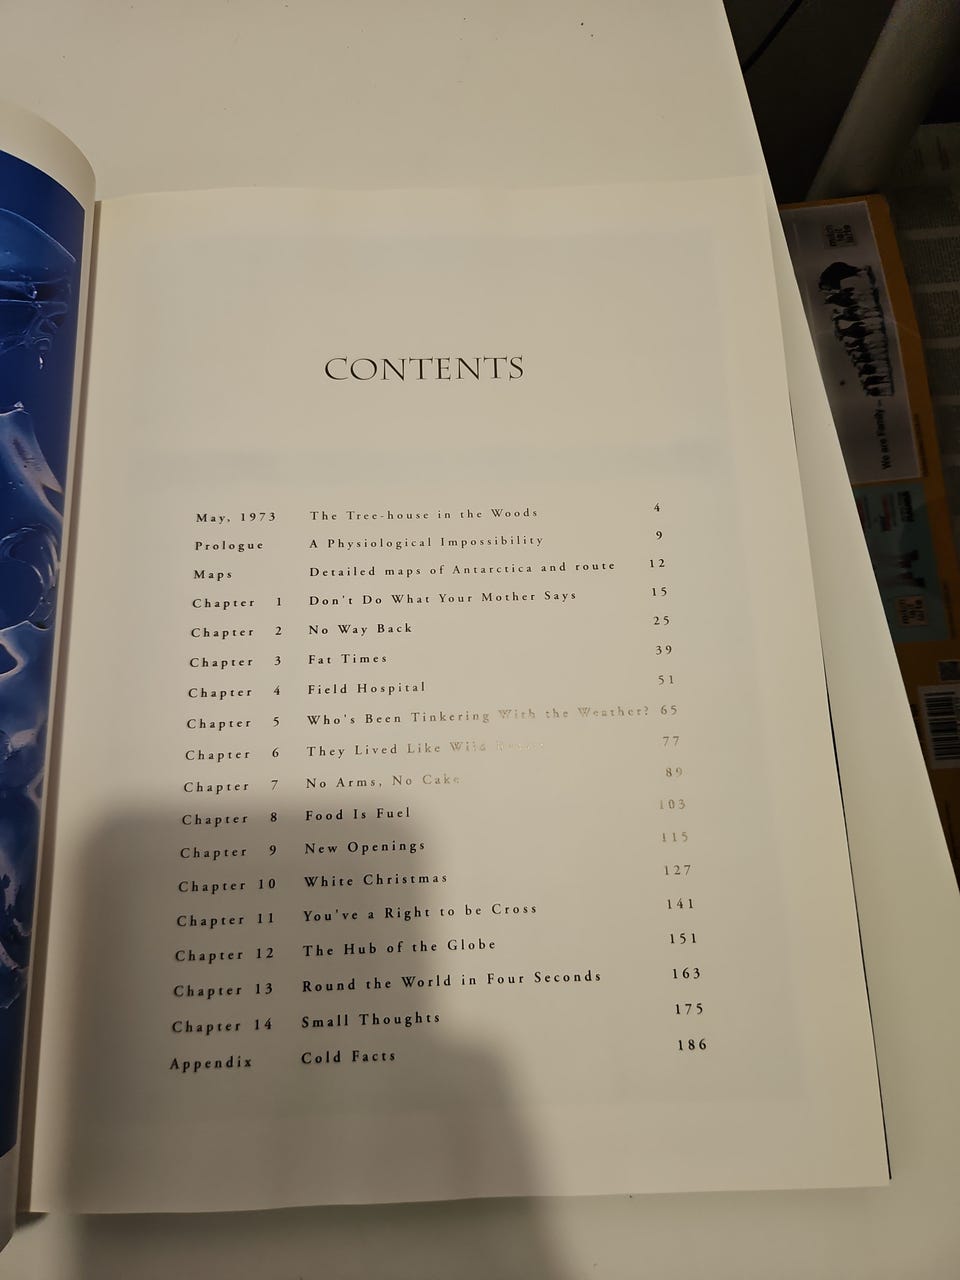 CONTENTS
May, 1973 The Tree-house in the Woods 4
Prologue A Physiological Impossibility 9
Maps Detailed maps of Antarctica and route 12
Chapter 1 Don't Do What Your Mother Says 15
Chapter 2 No Way Back 25
Chapter 3 Fat Times 39
Chapter 4 Field Hospital 51
Chapter 5 Who's Been Tinkering With the Weather? 65
Chapter 6 They Lived Like Wild 77
Chapter 7 No Arms, No Cake 89
Chapter 8 Food Is Fuel 103
Chapter 9 New Openings 115
Chapter 10 White Christmas 127
Chapter 11 You've a Right to be Cross 141
Chapter 12 The Hub of the Globe 151
Chapter 13 Round the World in Four Seconds 163
Chapter 14 Small Thoughts 175
Appendix Cold Facts 186
We are Family